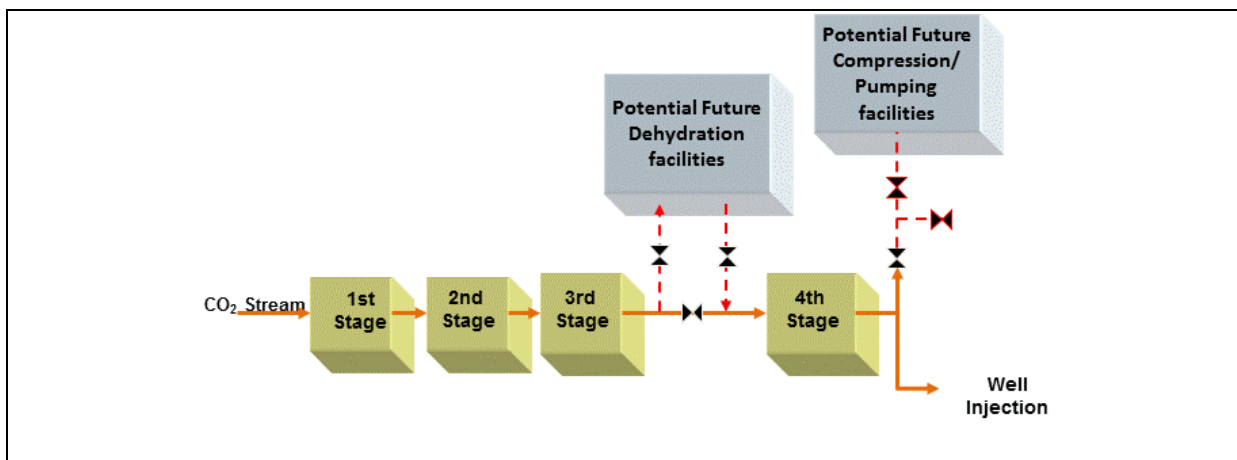 Potential Future
Compression/
Pumping
facilities
Potential Future
Dehydration
facilities
CO₂ Stream
1st
Stage
2nd
Stage
3rd
Stage
4th
Stage
Well
Injection